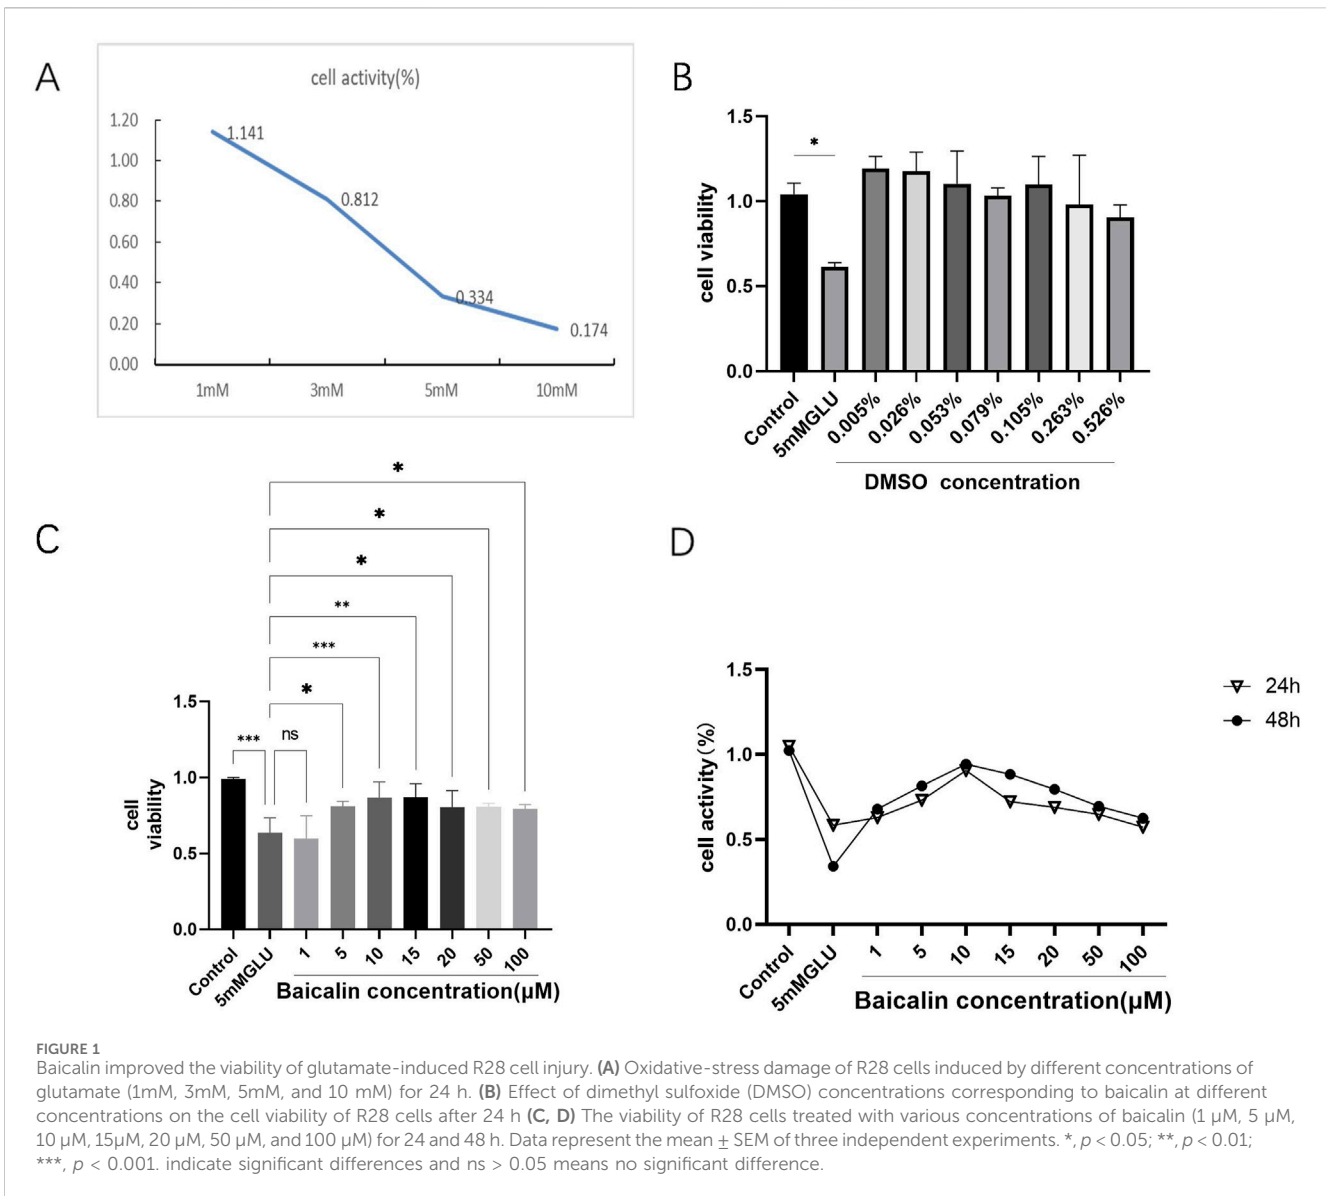 A
cell activity(%)
1.20
1.00
0.80
0.60
0.40
0.20
0.00
1.141
0.812
0.334
0.174
1mM 3mM 5mM 10mM
B
cell viability
1.5
1.0
0.5
0.0
*
Control 5mMGLU 0.005% 0.026% 0.053% 0.079% 0.105% 0.263% 0.526%
DMSO concentration
C
*
*
*
**
***
*
*** ns
cell
viability
1.5
1.0
0.5
0.0
Control 5mMGLU 1 5 10 15 20 50 100
Baicalin concentration(μM)
D
cell activity(%)
1.5
1.0
0.5
0.0
24h
48h
Control 5mMGLU 1 5 10 15 20 50 100
Baicalin concentration(μM)
FIGURE 1
Baicalin improved the viability of glutamate-induced R28 cell injury. (A) Oxidative-stress damage of R28 cells induced by different concentrations of
glutamate (1mM, 3mM, 5mM, and 10 mM) for 24 h. (B) Effect of dimethyl sulfoxide (DMSO) concentrations corresponding to baicalin at different
concentrations on the cell viability of R28 cells after 24 h (C, D) The viability of R28 cells treated with various concentrations of baicalin (1 μM, 5 μM,
10 μM, 15μM, 20 μM, 50 μM, and 100 μM) for 24 and 48 h. Data represent the mean ± SEM of three independent experiments. *, p < 0.05; **, p < 0.01;
***, p < 0.001. indicate significant differences and ns > 0.05 means no significant difference.